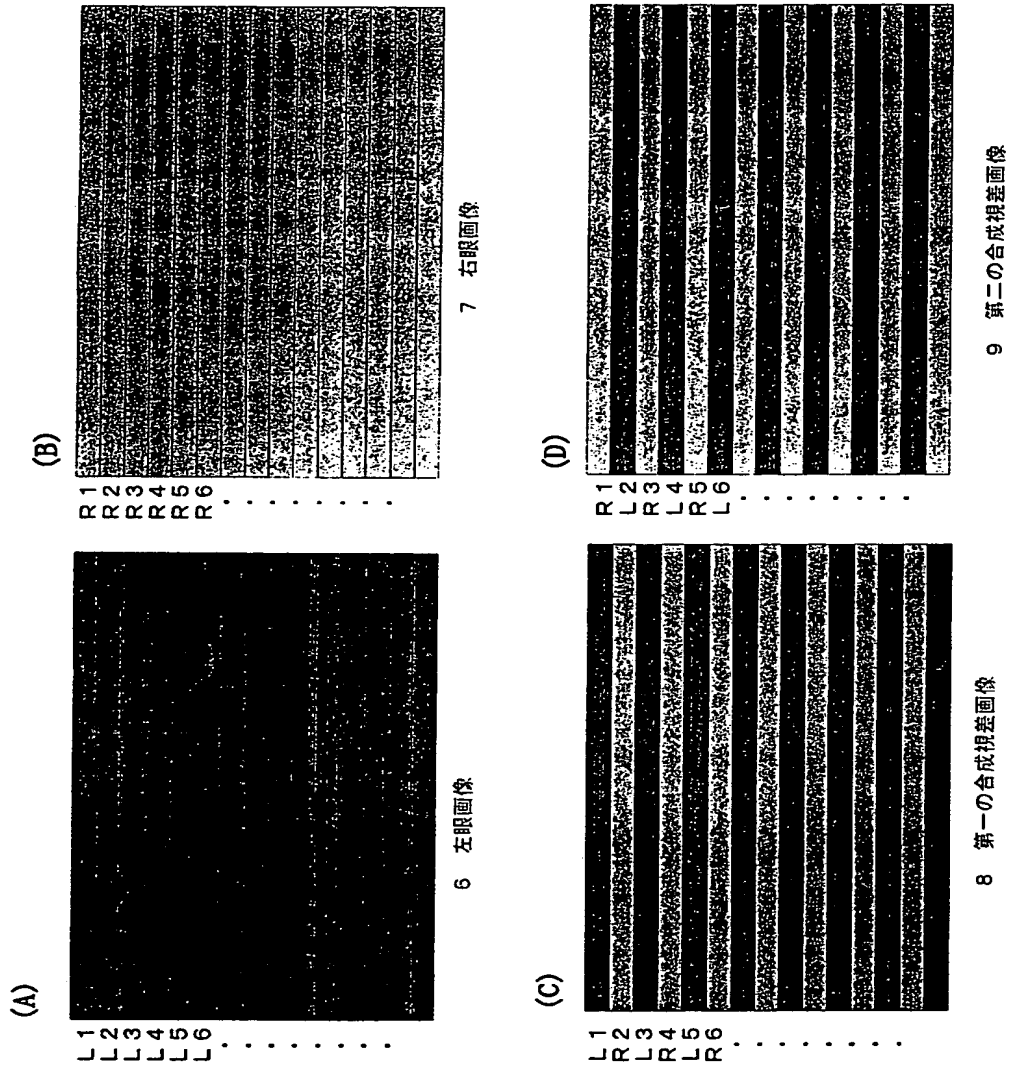 (A)
L1
L2
L3
L4
L5
L6
・
・
・
・
・
・
・
・
6 左眼画像
(B)
R1
R2
R3
R4
R5
R6
・
・
・
・
・
・
・
・
7 右眼画像
(C)
L1
R2
L3
R4
L5
R6
・
・
・
・
・
・
・
・
8 第一の合成視差画像
(D)
R1
L2
R3
L4
R5
L6
・
・
・
・
・
・
・
・
9 第二の合成視差画像